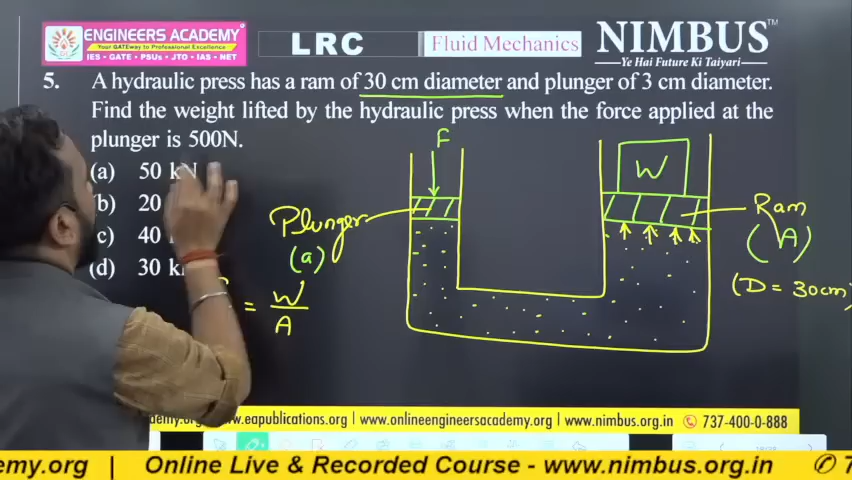 ENGINEERS ACADEMY
Your GATEway to Professional Excellence
IES • GATE • PSUs • JTO • IAS • NET
LRC
Fluid Mechanics
NIMBUS™
Ye Hai Future Ki Taiyari
5. A hydraulic press has a ram of 30 cm diameter and plunger of 3 cm diameter.
Find the weight lifted by the hydraulic press when the force applied at the
plunger is 500N.
(a) 50 kN
(b) 20
(c) 40
(d) 30
F
W
Plunger
(a)
Ram
(A)
(D = 30cm)
= W
A
www.eapublications.org | www.onlineengineersacademy.org | www.nimbus.org.in
737-400-0-888
emy.org | Online Live & Recorded Course - www.nimbus.org.in 7